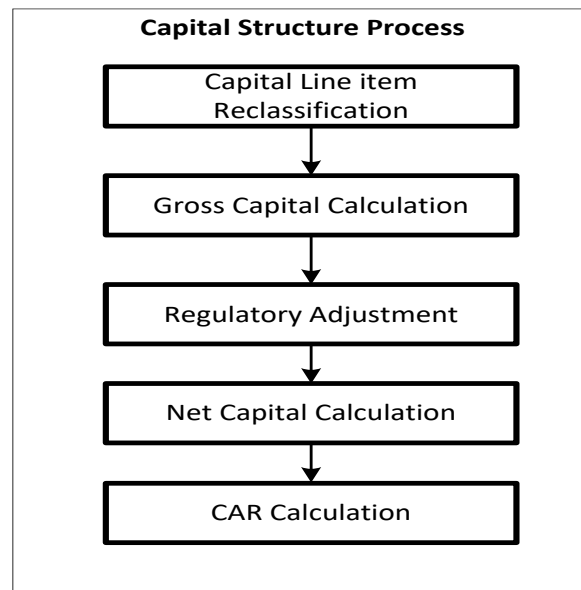 Capital Structure Process
Capital Line item
Reclassification
Gross Capital Calculation
Regulatory Adjustment
Net Capital Calculation
CAR Calculation